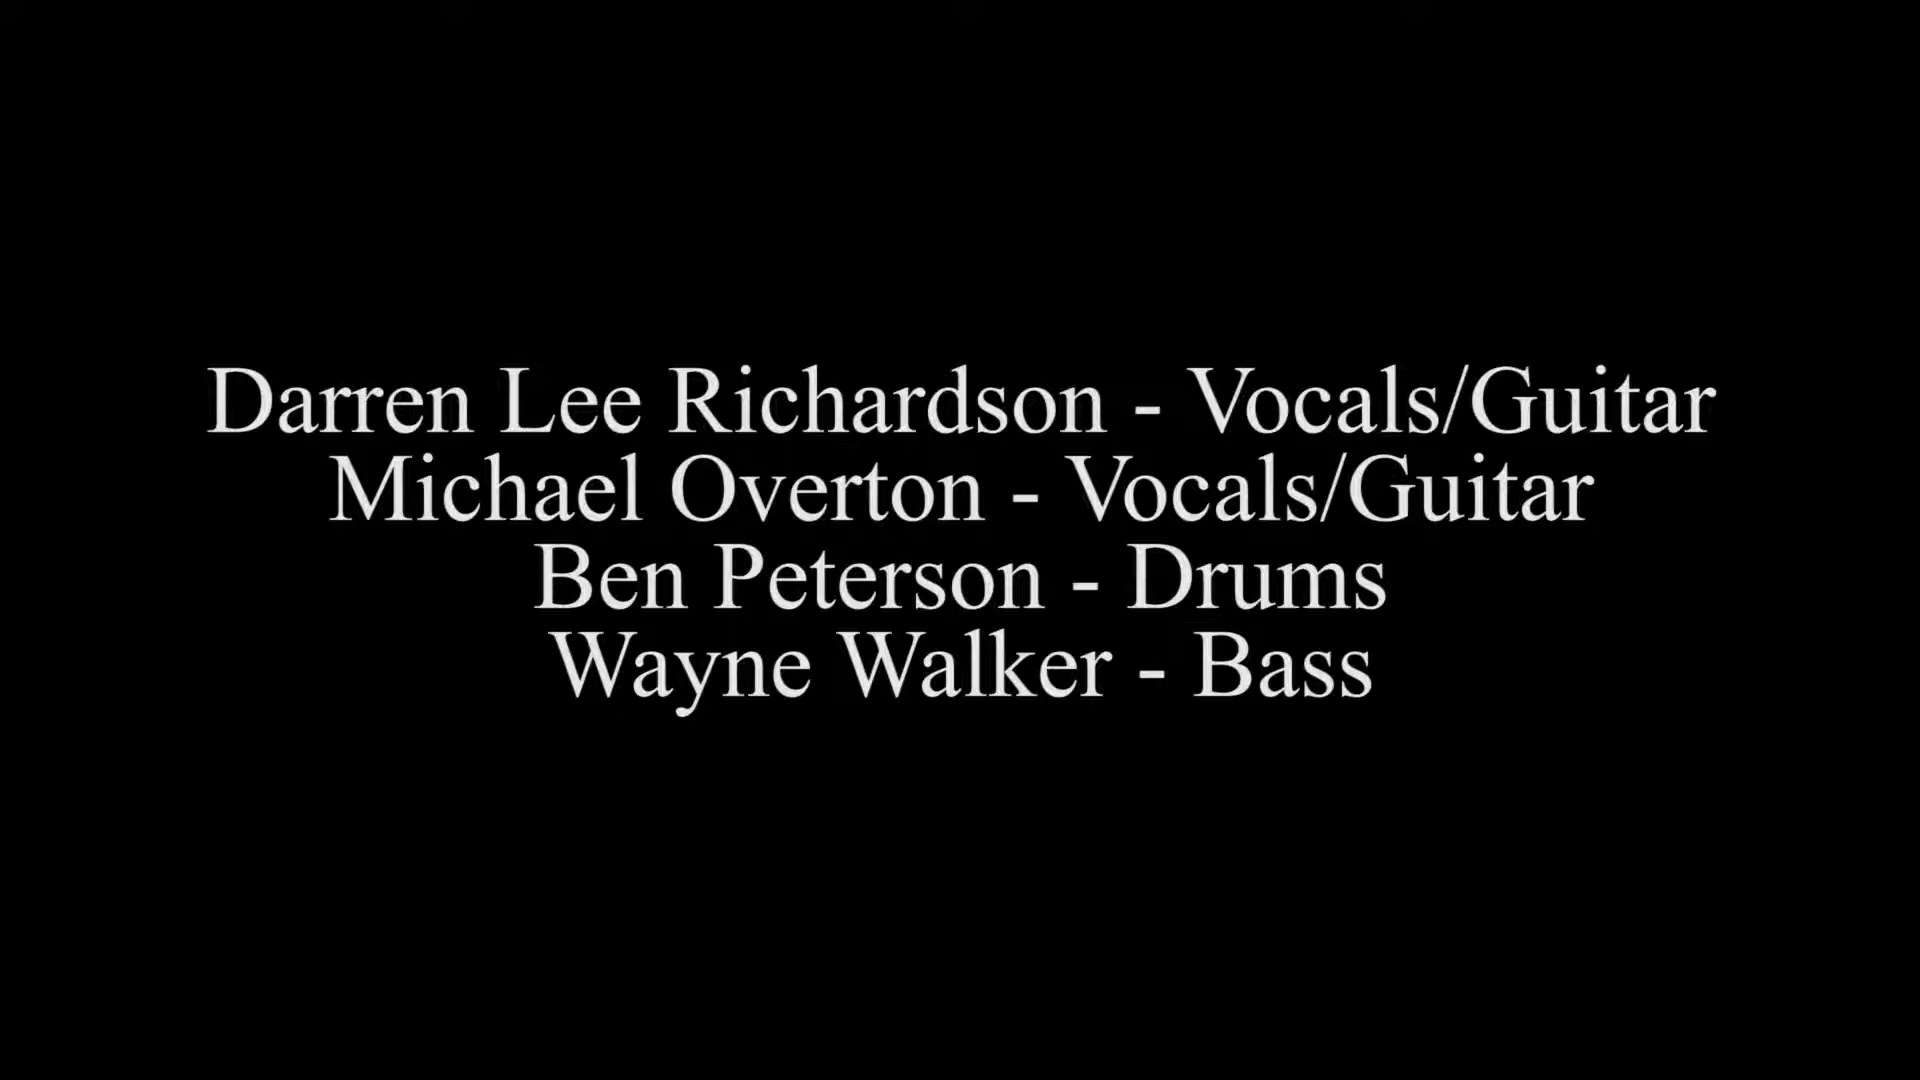 Darren Lee Richardson - Vocals/Guitar
Michael Overton - Vocals/Guitar
Ben Peterson - Drums
Wayne Walker - Bass